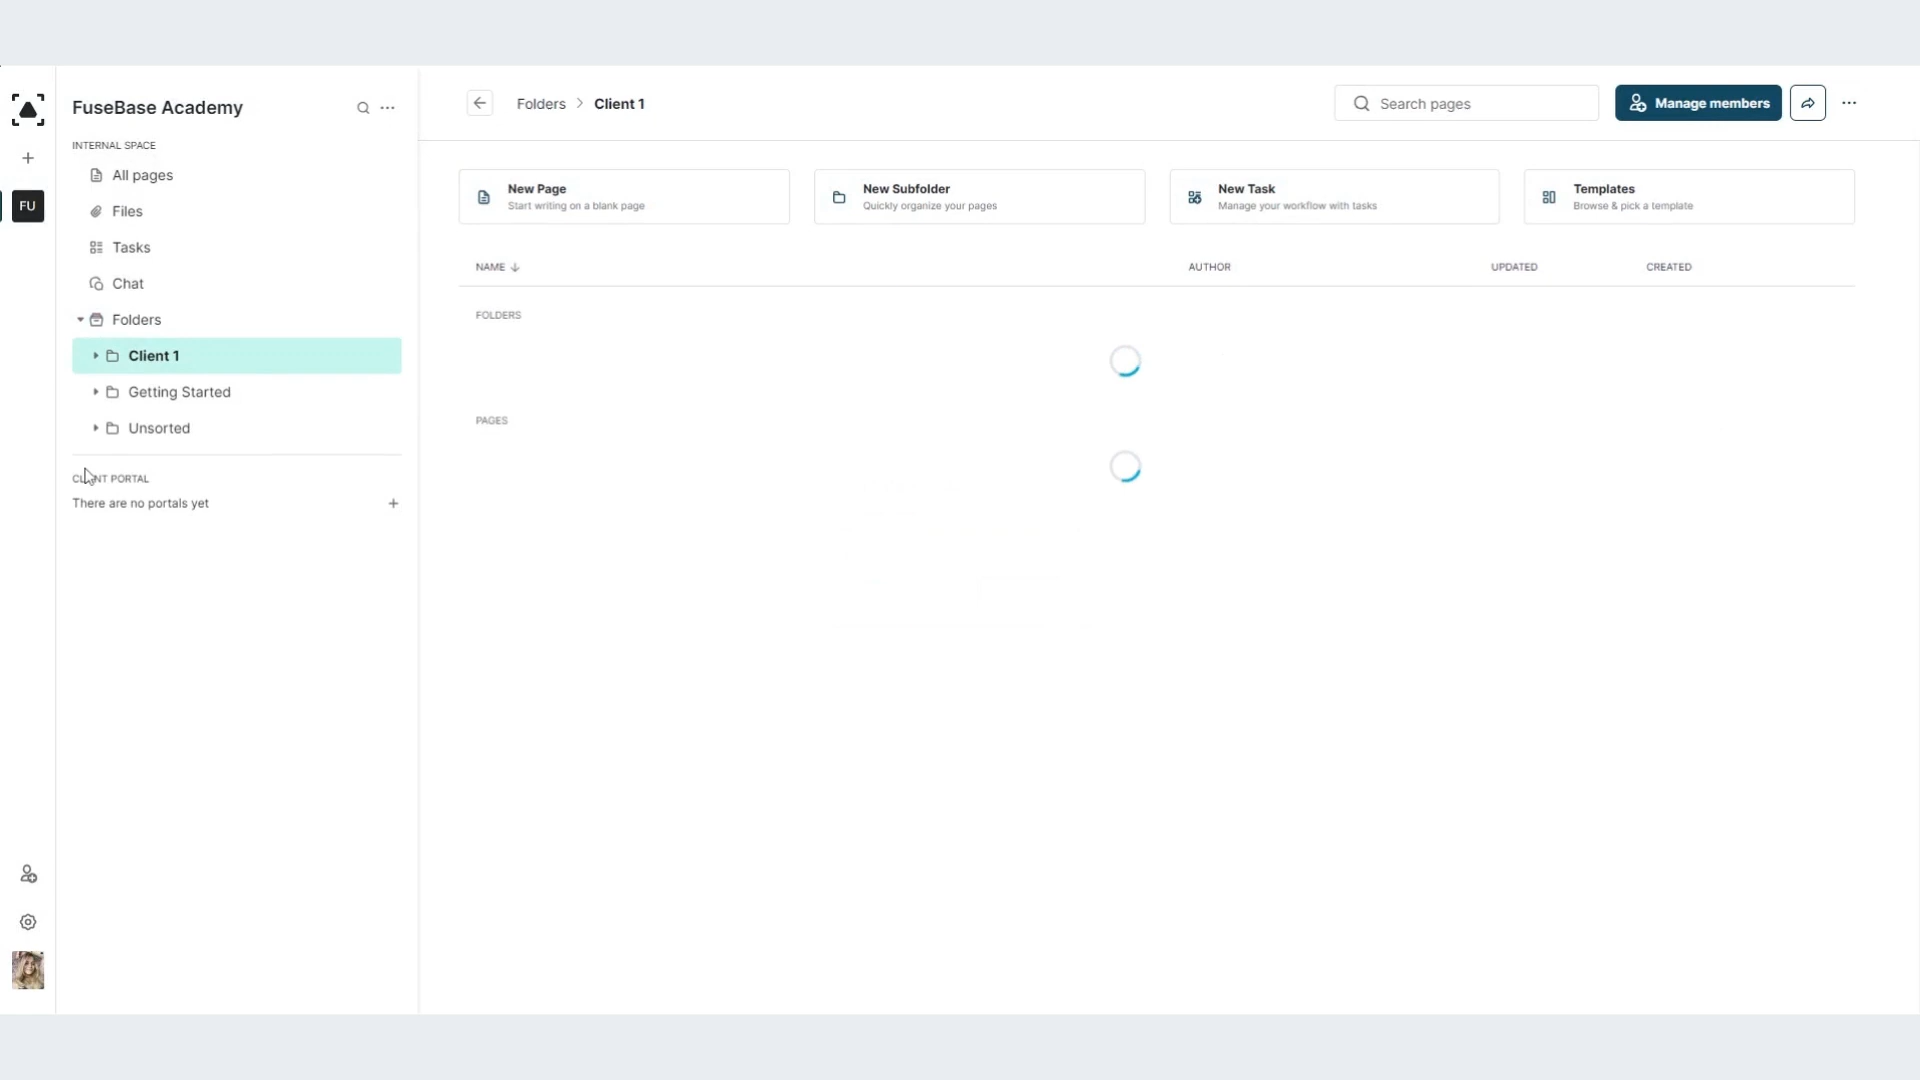 FuseBase Academy
INTERNAL SPACE
All pages
Files
Tasks
Chat
Folders
Client 1
Getting Started
Unsorted
CLIENT PORTAL
There are no portals yet
FU
Folders > Client 1
Search pages
Manage members
New Page
Start writing on a blank page
New Subfolder
Quickly organize your pages
New Task
Manage your workflow with tasks
Templates
Browse & pick a template
NAME
AUTHOR
UPDATED
CREATED
FOLDERS
PAGES